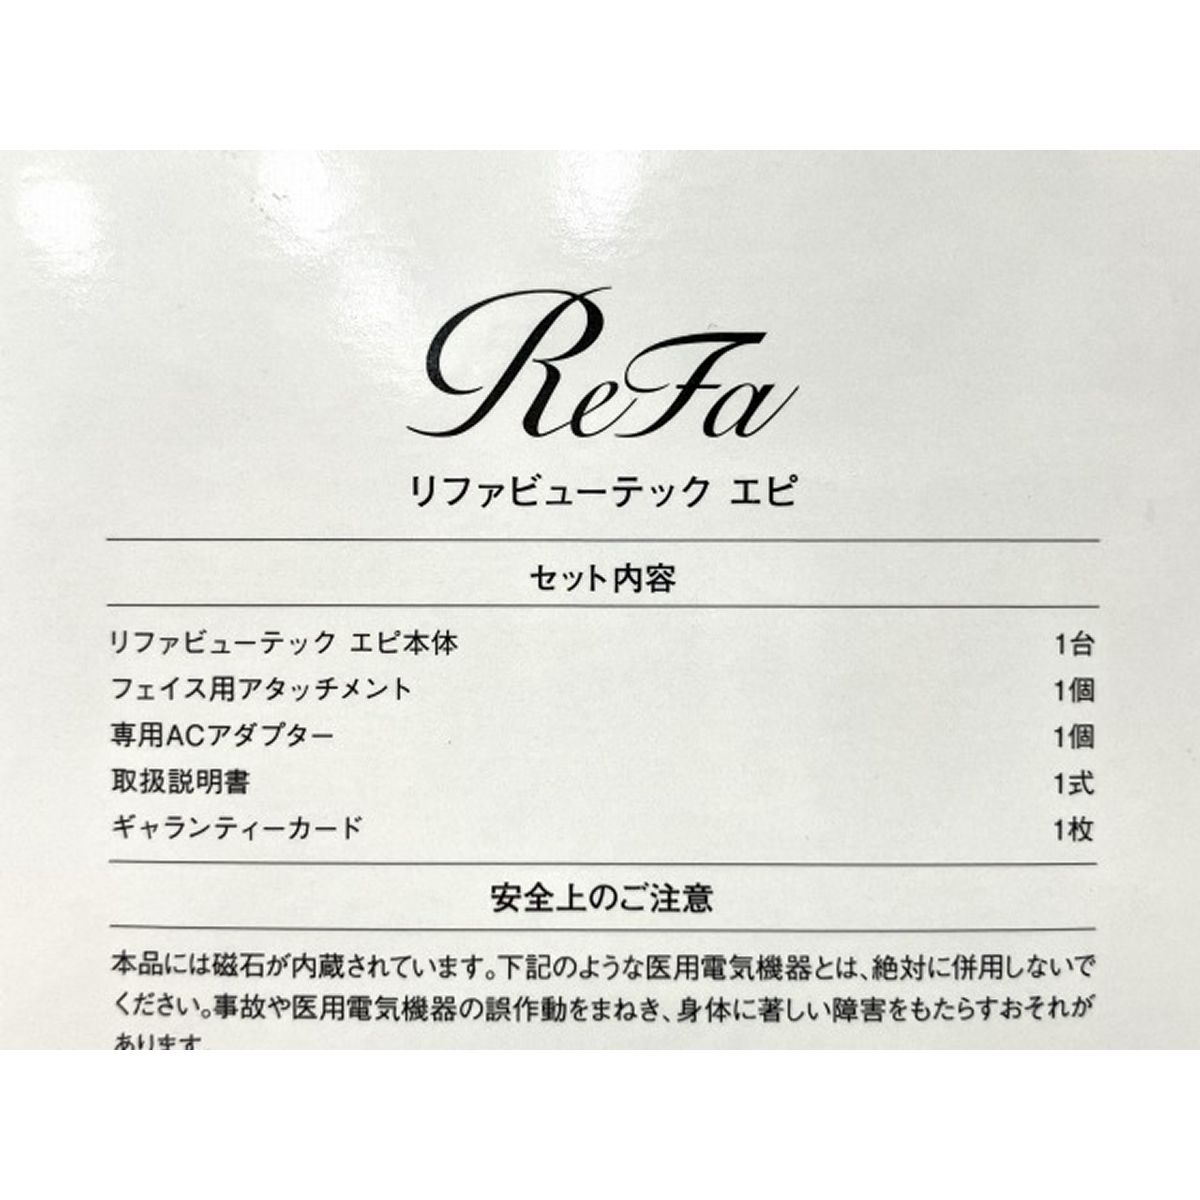 ReFa
リファビューテック エピ
セット内容
リファビューテック エピ本体 1台
フェイス用アタッチメント 1個
専用ACアダプター 1個
取扱説明書 1式
ギャランティーカード 1枚
安全上のご注意
本品には磁石が内蔵されています。下記のような医用電気機器とは、絶対に併用しないで
ください。事故や医用電気機器の誤作動をまねき、身体に著しい障害をもたらすおそれが
あります。